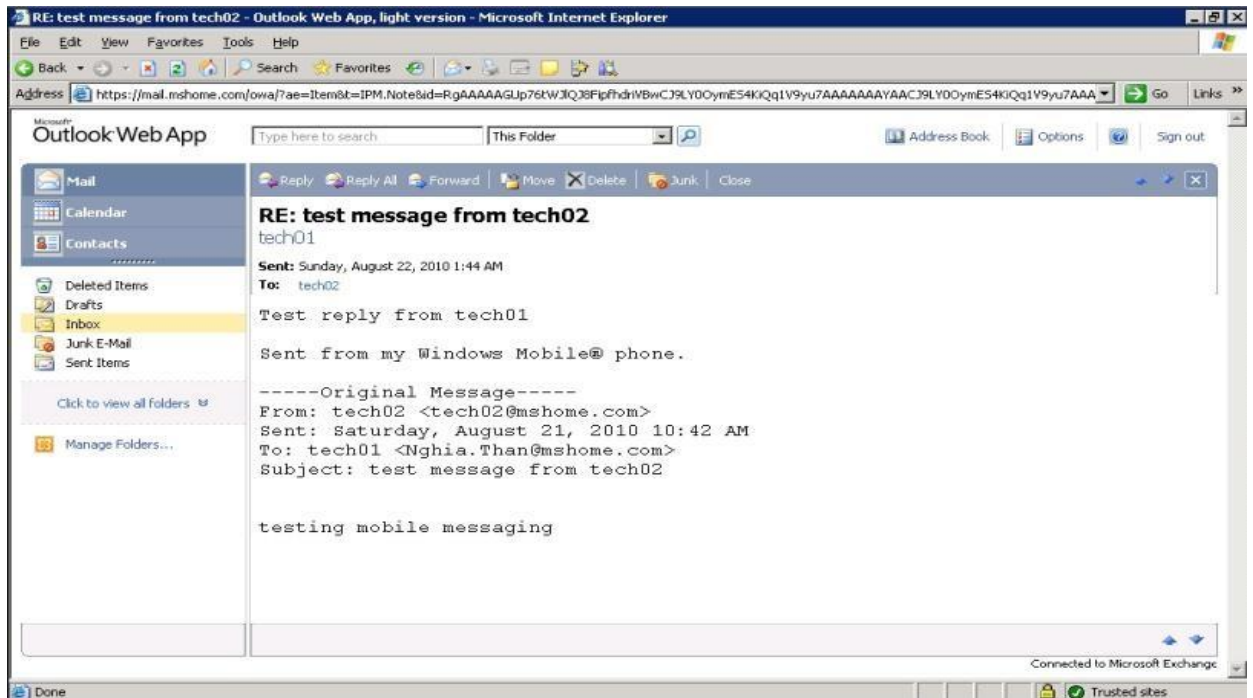 RE: test message from tech02 - Outlook Web App, light version - Microsoft Internet Explorer
File Edit View Favorites Tools Help
Back Search Favorites
Address https://mail.mshome.com/owa/?ae=Item&t=IPM.Note&id= Go Links »
Microsoft
Outlook Web App Type here to search This Folder Address Book Options Sign out
Mail Reply Reply All Forward Move Delete Junk Close
Calendar
Contacts
Deleted Items
Drafts
Inbox
Junk E-Mail
Sent Items
Click to view all folders
Manage Folders...
RE: test message from tech02
tech01
Sent: Sunday, August 22, 2010 1:44 AM
To: tech02
Test reply from tech01
Sent from my Windows Mobile® phone.
-----Original Message-----
From: tech02 <tech02@mshome.com>
Sent: Saturday, August 21, 2010 10:42 AM
To: tech01 <Nghia.Than@mshome.com>
Subject: test message from tech02
testing mobile messaging
Connected to Microsoft Exchange
Done Trusted sites